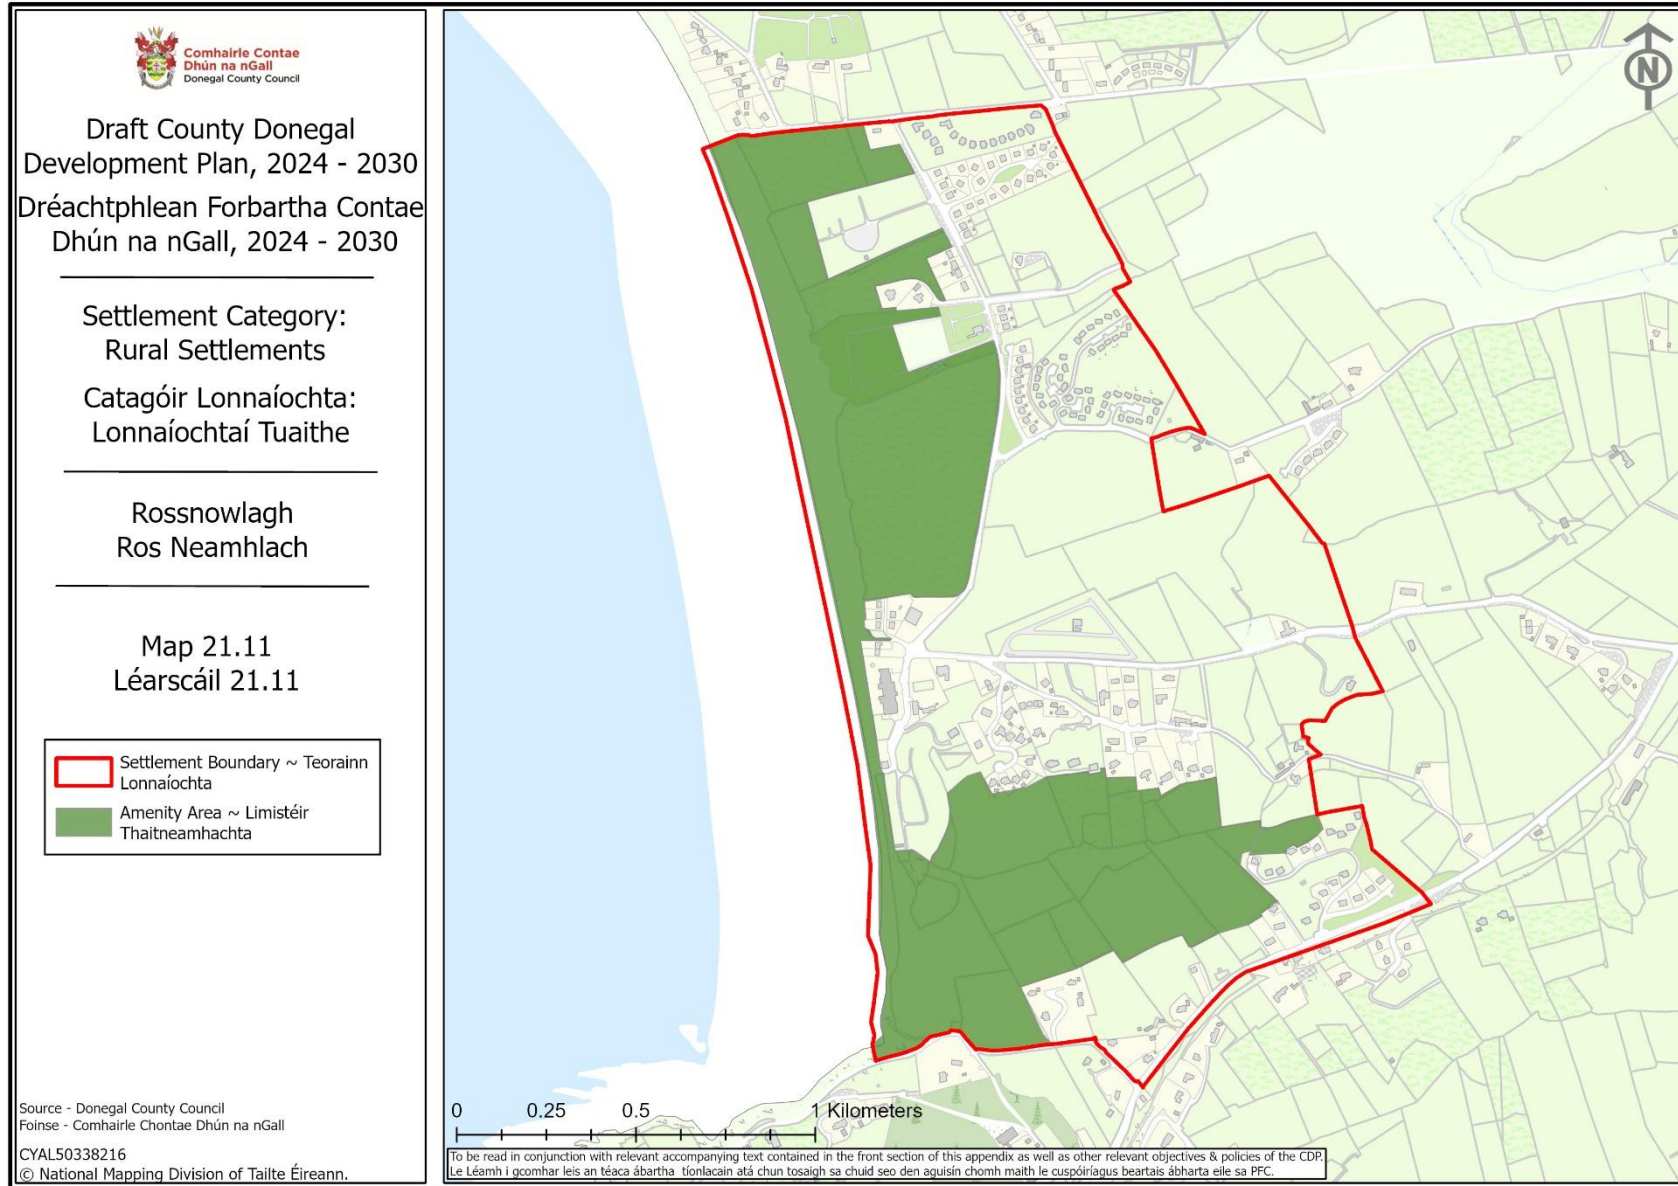 Comhairle Contae
Dhún na nGall
Donegal County Council
Draft County Donegal
Development Plan, 2024 - 2030
Dréachtphlean Forbartha Contae
Dhún na nGall, 2024 - 2030
Settlement Category:
Rural Settlements
Catagóir Lonnaíochta:
Lonnaíochtaí Tuaithe
Rossnowlagh
Ros Neamhlach
Map 21.11
Léarscáil 21.11
Settlement Boundary ~ Teorainn
Lonnaíochta
Amenity Area ~ Limistéir
Thaitneamhachta
Source - Donegal County Council
Foinse - Comhairle Chontae Dhún na nGall
CYAL50338216
© National Mapping Division of Tailte Éireann.
N
0 0.25 0.5 1 Kilometers
To be read in conjunction with relevant accompanying text contained in the front section of this appendix as well as other relevant objectives & policies of the CDP.
Le Léamh i gcomhar leis an téaca ábartha tíonlacain atá chun tosaigh sa chuid seo den aguisín chomh maith le cuspóiríagus beartais ábharta eile sa PFC.